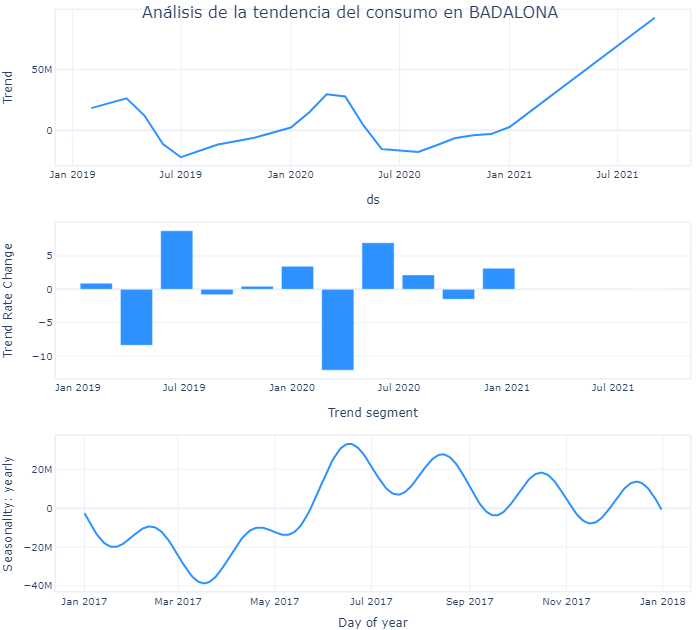 Análisis de la tendencia del consumo en BADALONA
Trend
50M
0
Jan 2019 Jul 2019 Jan 2020 Jul 2020 Jan 2021 Jul 2021
ds
Trend Rate Change
5
0
−5
−10
Jan 2019 Jul 2019 Jan 2020 Jul 2020 Jan 2021 Jul 2021
Trend segment
Seasonality: yearly
20M
0
−20M
−40M
Jan 2017 Mar 2017 May 2017 Jul 2017 Sep 2017 Nov 2017 Jan 2018
Day of year